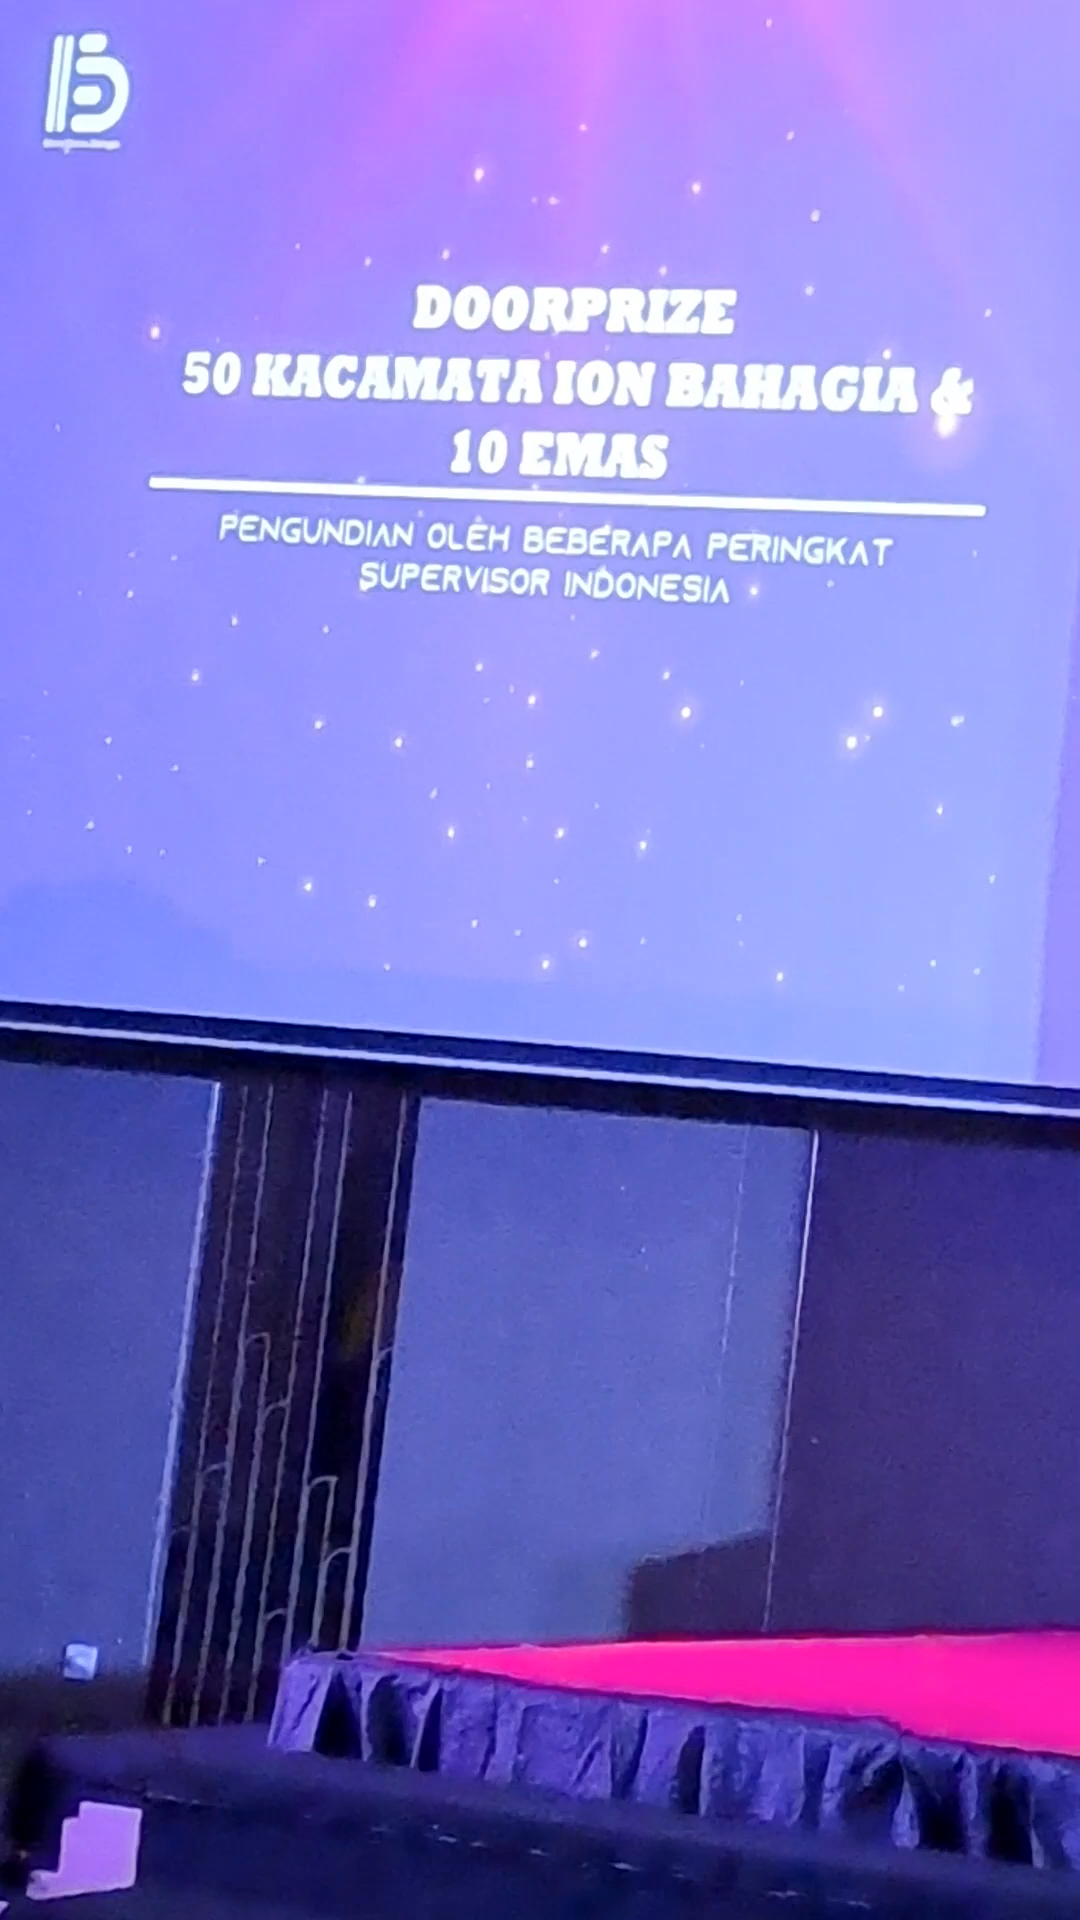 DOORPRIZE
50 KACAMATA ION BAHAGIA &
10 EMAS
PENGUNDIAN OLEH BEBERAPA PERINGKAT
SUPERVISOR INDONESIA